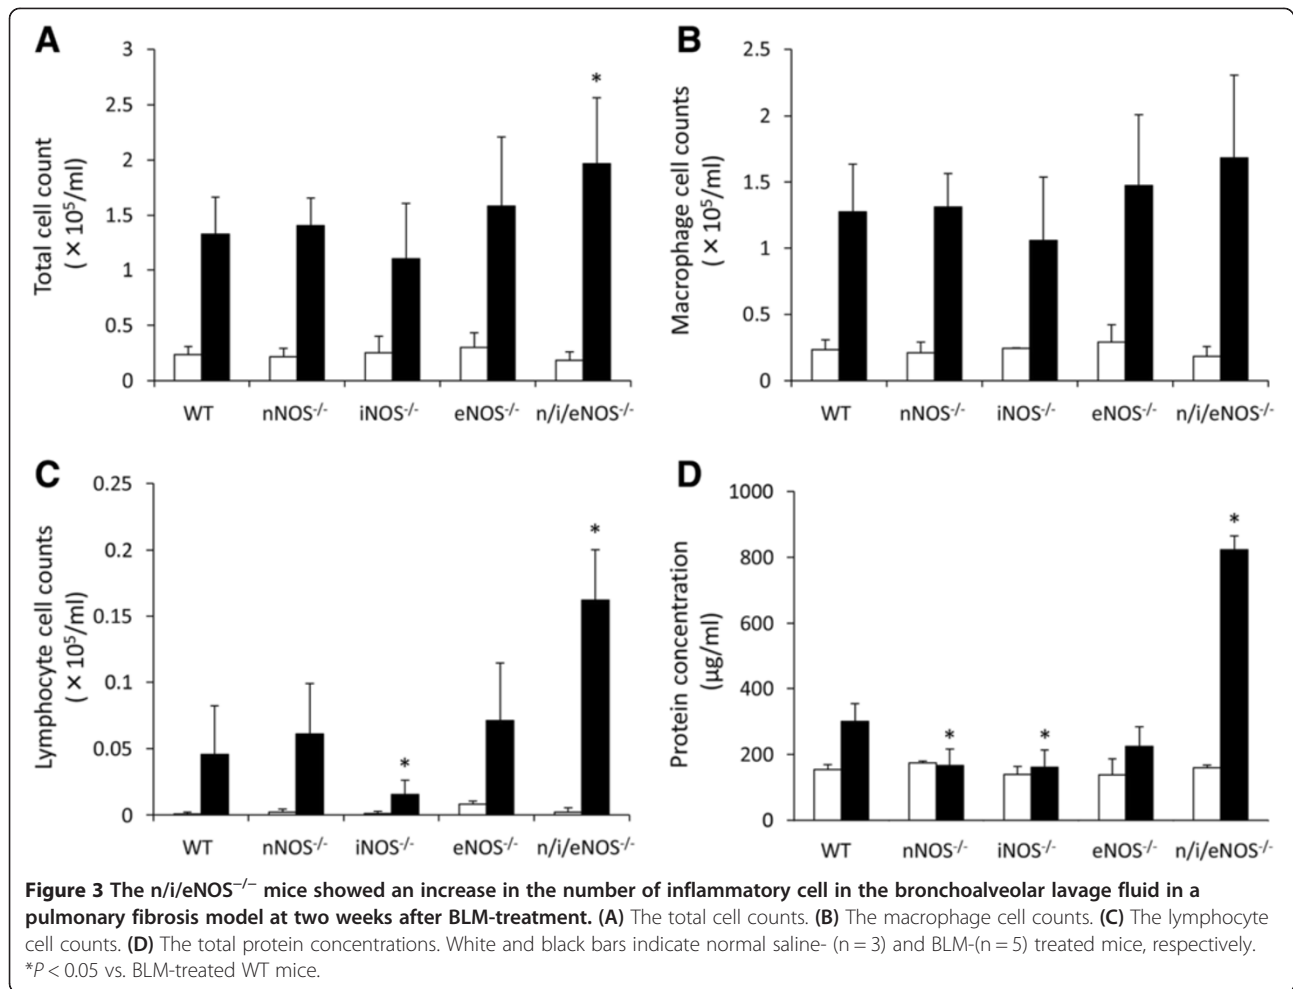 A
Total cell count
(×10⁵/ml)
3
2.5
2
1.5
1
0.5
0
*
WT
nNOS⁻/⁻
iNOS⁻/⁻
eNOS⁻/⁻
n/i/eNOS⁻/⁻
B
Macrophage cell counts
(×10⁵/ml)
2.5
2
1.5
1
0.5
0
WT
nNOS⁻/⁻
iNOS⁻/⁻
eNOS⁻/⁻
n/i/eNOS⁻/⁻
C
Lymphocyte cell counts
(×10⁵/ml)
0.25
0.2
0.15
0.1
0.05
0
*
*
WT
nNOS⁻/⁻
iNOS⁻/⁻
eNOS⁻/⁻
n/i/eNOS⁻/⁻
D
Protein concentration
(µg/ml)
1000
800
600
400
200
0
*
*
*
WT
nNOS⁻/⁻
iNOS⁻/⁻
eNOS⁻/⁻
n/i/eNOS⁻/⁻
Figure 3 The n/i/eNOS⁻/⁻ mice showed an increase in the number of inflammatory cell in the bronchoalveolar lavage fluid in a
pulmonary fibrosis model at two weeks after BLM-treatment. (A) The total cell counts. (B) The macrophage cell counts. (C) The lymphocyte
cell counts. (D) The total protein concentrations. White and black bars indicate normal saline- (n = 3) and BLM-(n = 5) treated mice, respectively.
*P < 0.05 vs. BLM-treated WT mice.